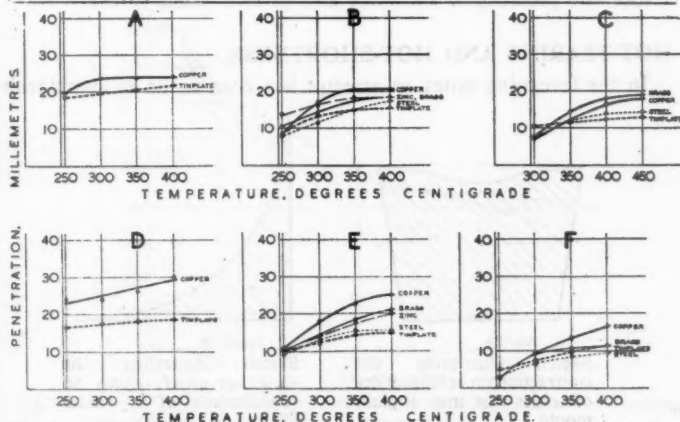 A
B
C
40
30
20
10
COPPER
TINPLATE
250 300 350 400
40
30
20
10
COPPER
ZINC, BRASS
STEEL
TINPLATE
250 300 350 400
40
30
20
10
BRASS
COPPER
STEEL
TINPLATE
300 350 400 450
MILLEMETRES
TEMPERATURE, DEGREES CENTIGRADE
D
E
F
40
30
20
10
COPPER
TINPLATE
250 300 350 400
40
30
20
10
COPPER
BRASS
ZINC
STEEL
TINPLATE
250 300 350 400
40
30
20
10
COPPER
BRASS
TINPLATE
STEEL
250 300 350 400
PENETRATION,
TEMPERATURE, DEGREES CENTIGRADE.